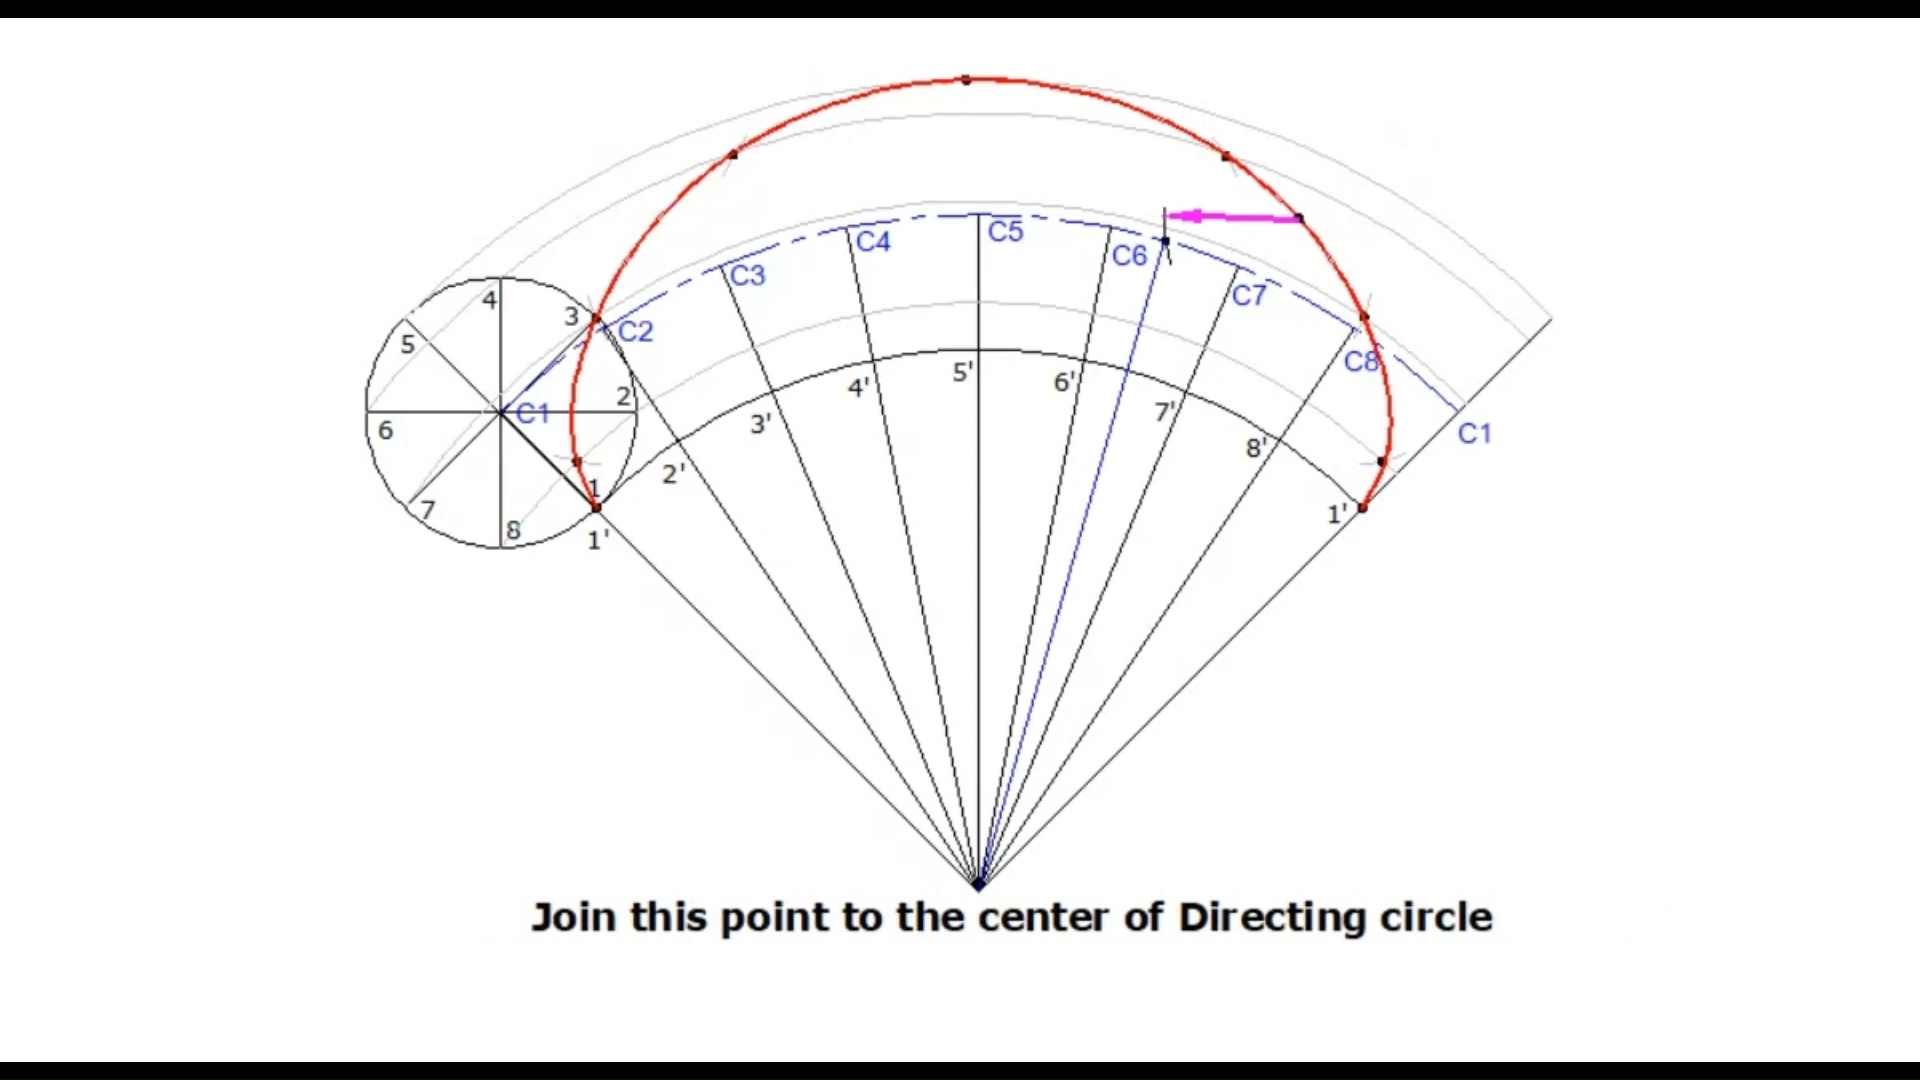 C5
C4
C6
C3
C7
4
3
C2
5
C8
5'
4'
6'
2
C1
7'
3'
6
C1
8'
2'
1
7
1'
8
1'
Join this point to the center of Directing circle